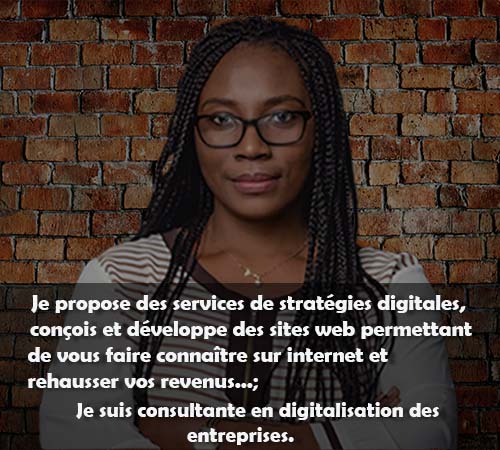 Je propose des services de stratégies digitales,
conçois et développe des sites web permettant
de vous faire connaître sur internet et
rehausser vos revenus...;
Je suis consultante en digitalisation des
entreprises.